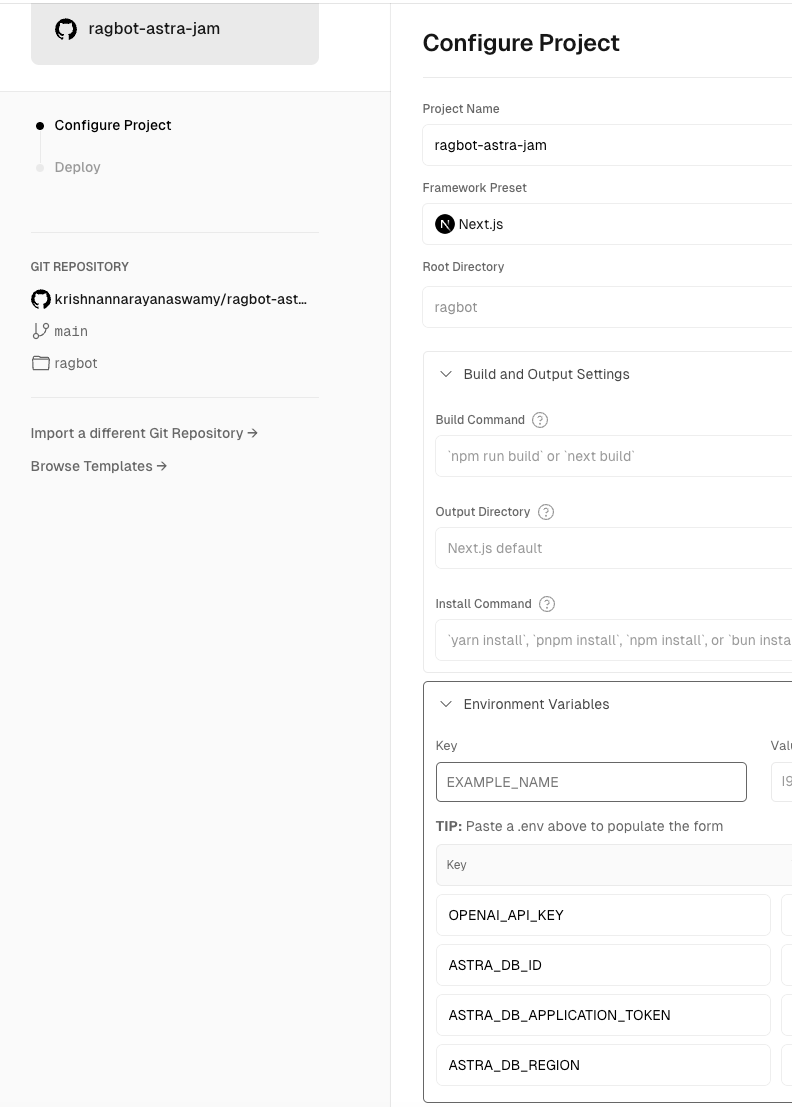 ragbot-astra-jam
Configure Project
Deploy
GIT REPOSITORY
krishnannarayanaswamy/ragbot-ast...
main
ragbot
Import a different Git Repository →
Browse Templates →
Configure Project
Project Name
ragbot-astra-jam
Framework Preset
N Next.js
Root Directory
ragbot
Build and Output Settings
Build Command ?
`npm run build` or `next build`
Output Directory ?
Next.js default
Install Command ?
`yarn install`, `pnpm install`, `npm install`, or `bun insta
Environment Variables
Key
Valu
EXAMPLE_NAME
I9
TIP: Paste a .env above to populate the form
Key
OPENAI_API_KEY
ASTRA_DB_ID
ASTRA_DB_APPLICATION_TOKEN
ASTRA_DB_REGION